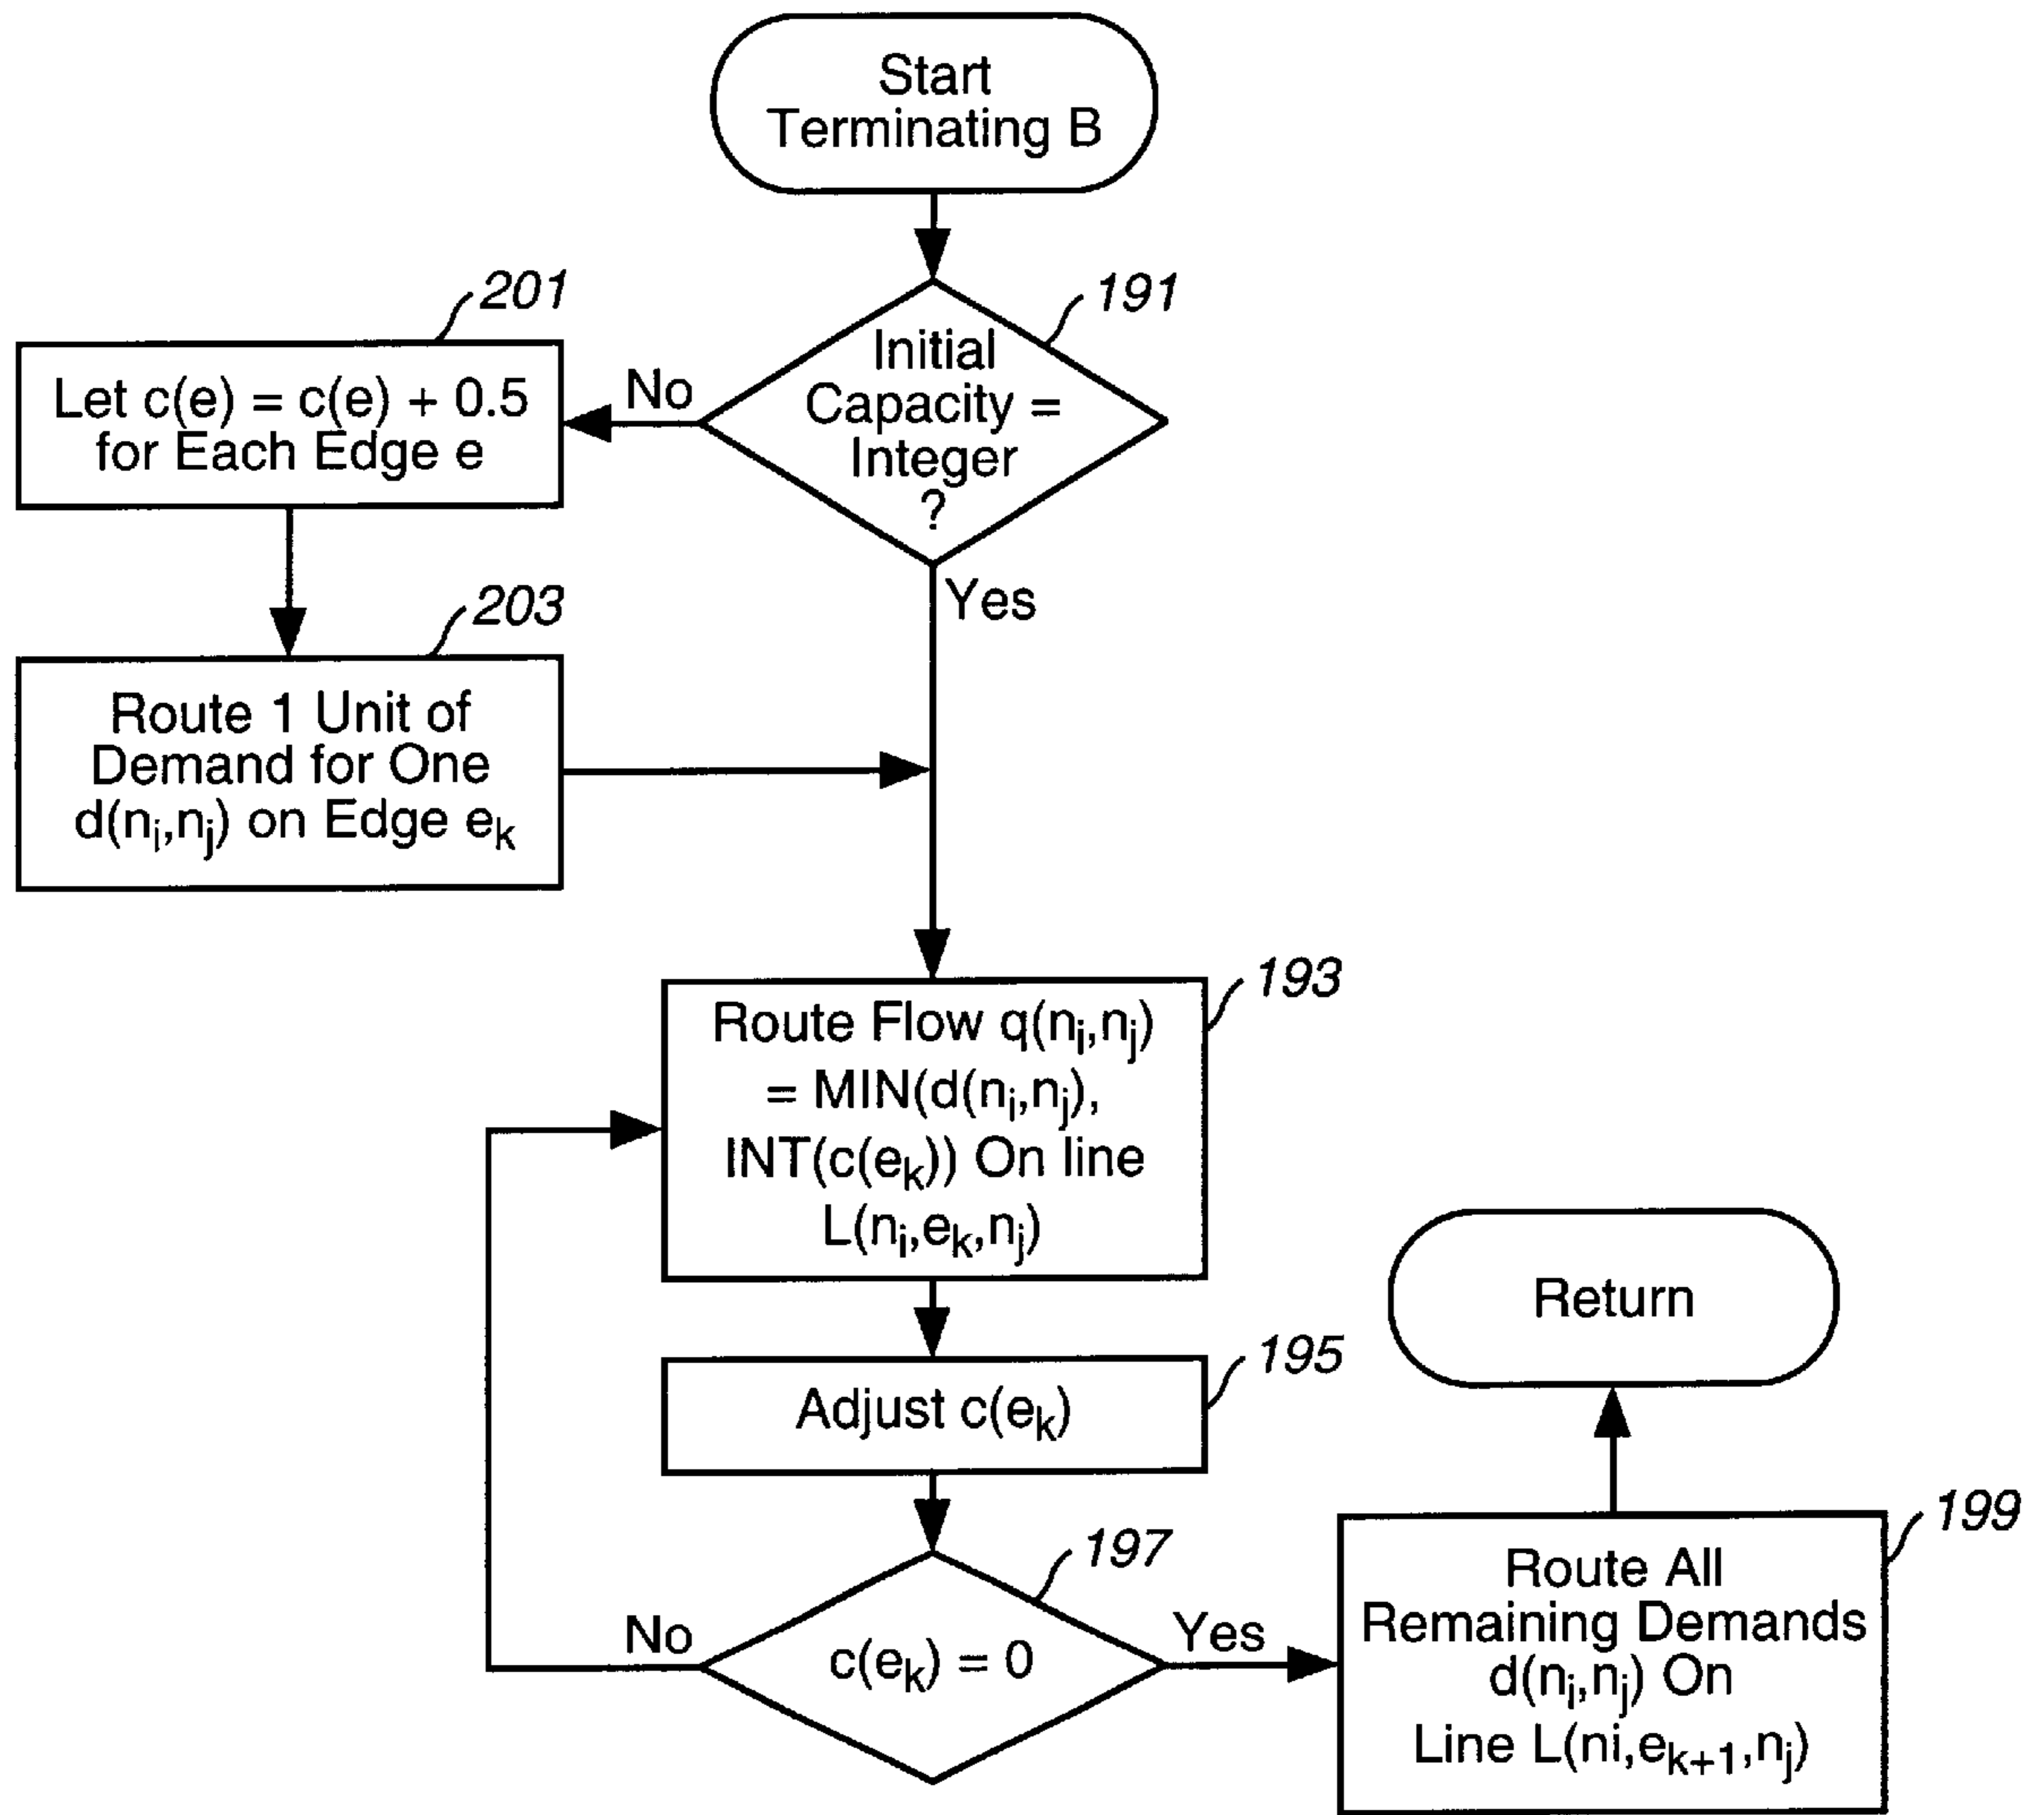 Start
Terminating B
191
Initial
Capacity =
Integer
?
No
Yes
201
Let c(e) = c(e) + 0.5
for Each Edge e
203
Route 1 Unit of
Demand for One
d(nᵢ,nⱼ) on Edge eₖ
193
Route Flow q(nᵢ,nⱼ)
= MIN(d(nᵢ,nⱼ),
INT(c(eₖ)) On line
L(nᵢ,eₖ,nⱼ)
195
Adjust c(eₖ)
197
c(eₖ) = 0
No
Yes
199
Route All
Remaining Demands
d(nᵢ,nⱼ) On
Line L(ni,eₖ₊₁,nⱼ)
Return